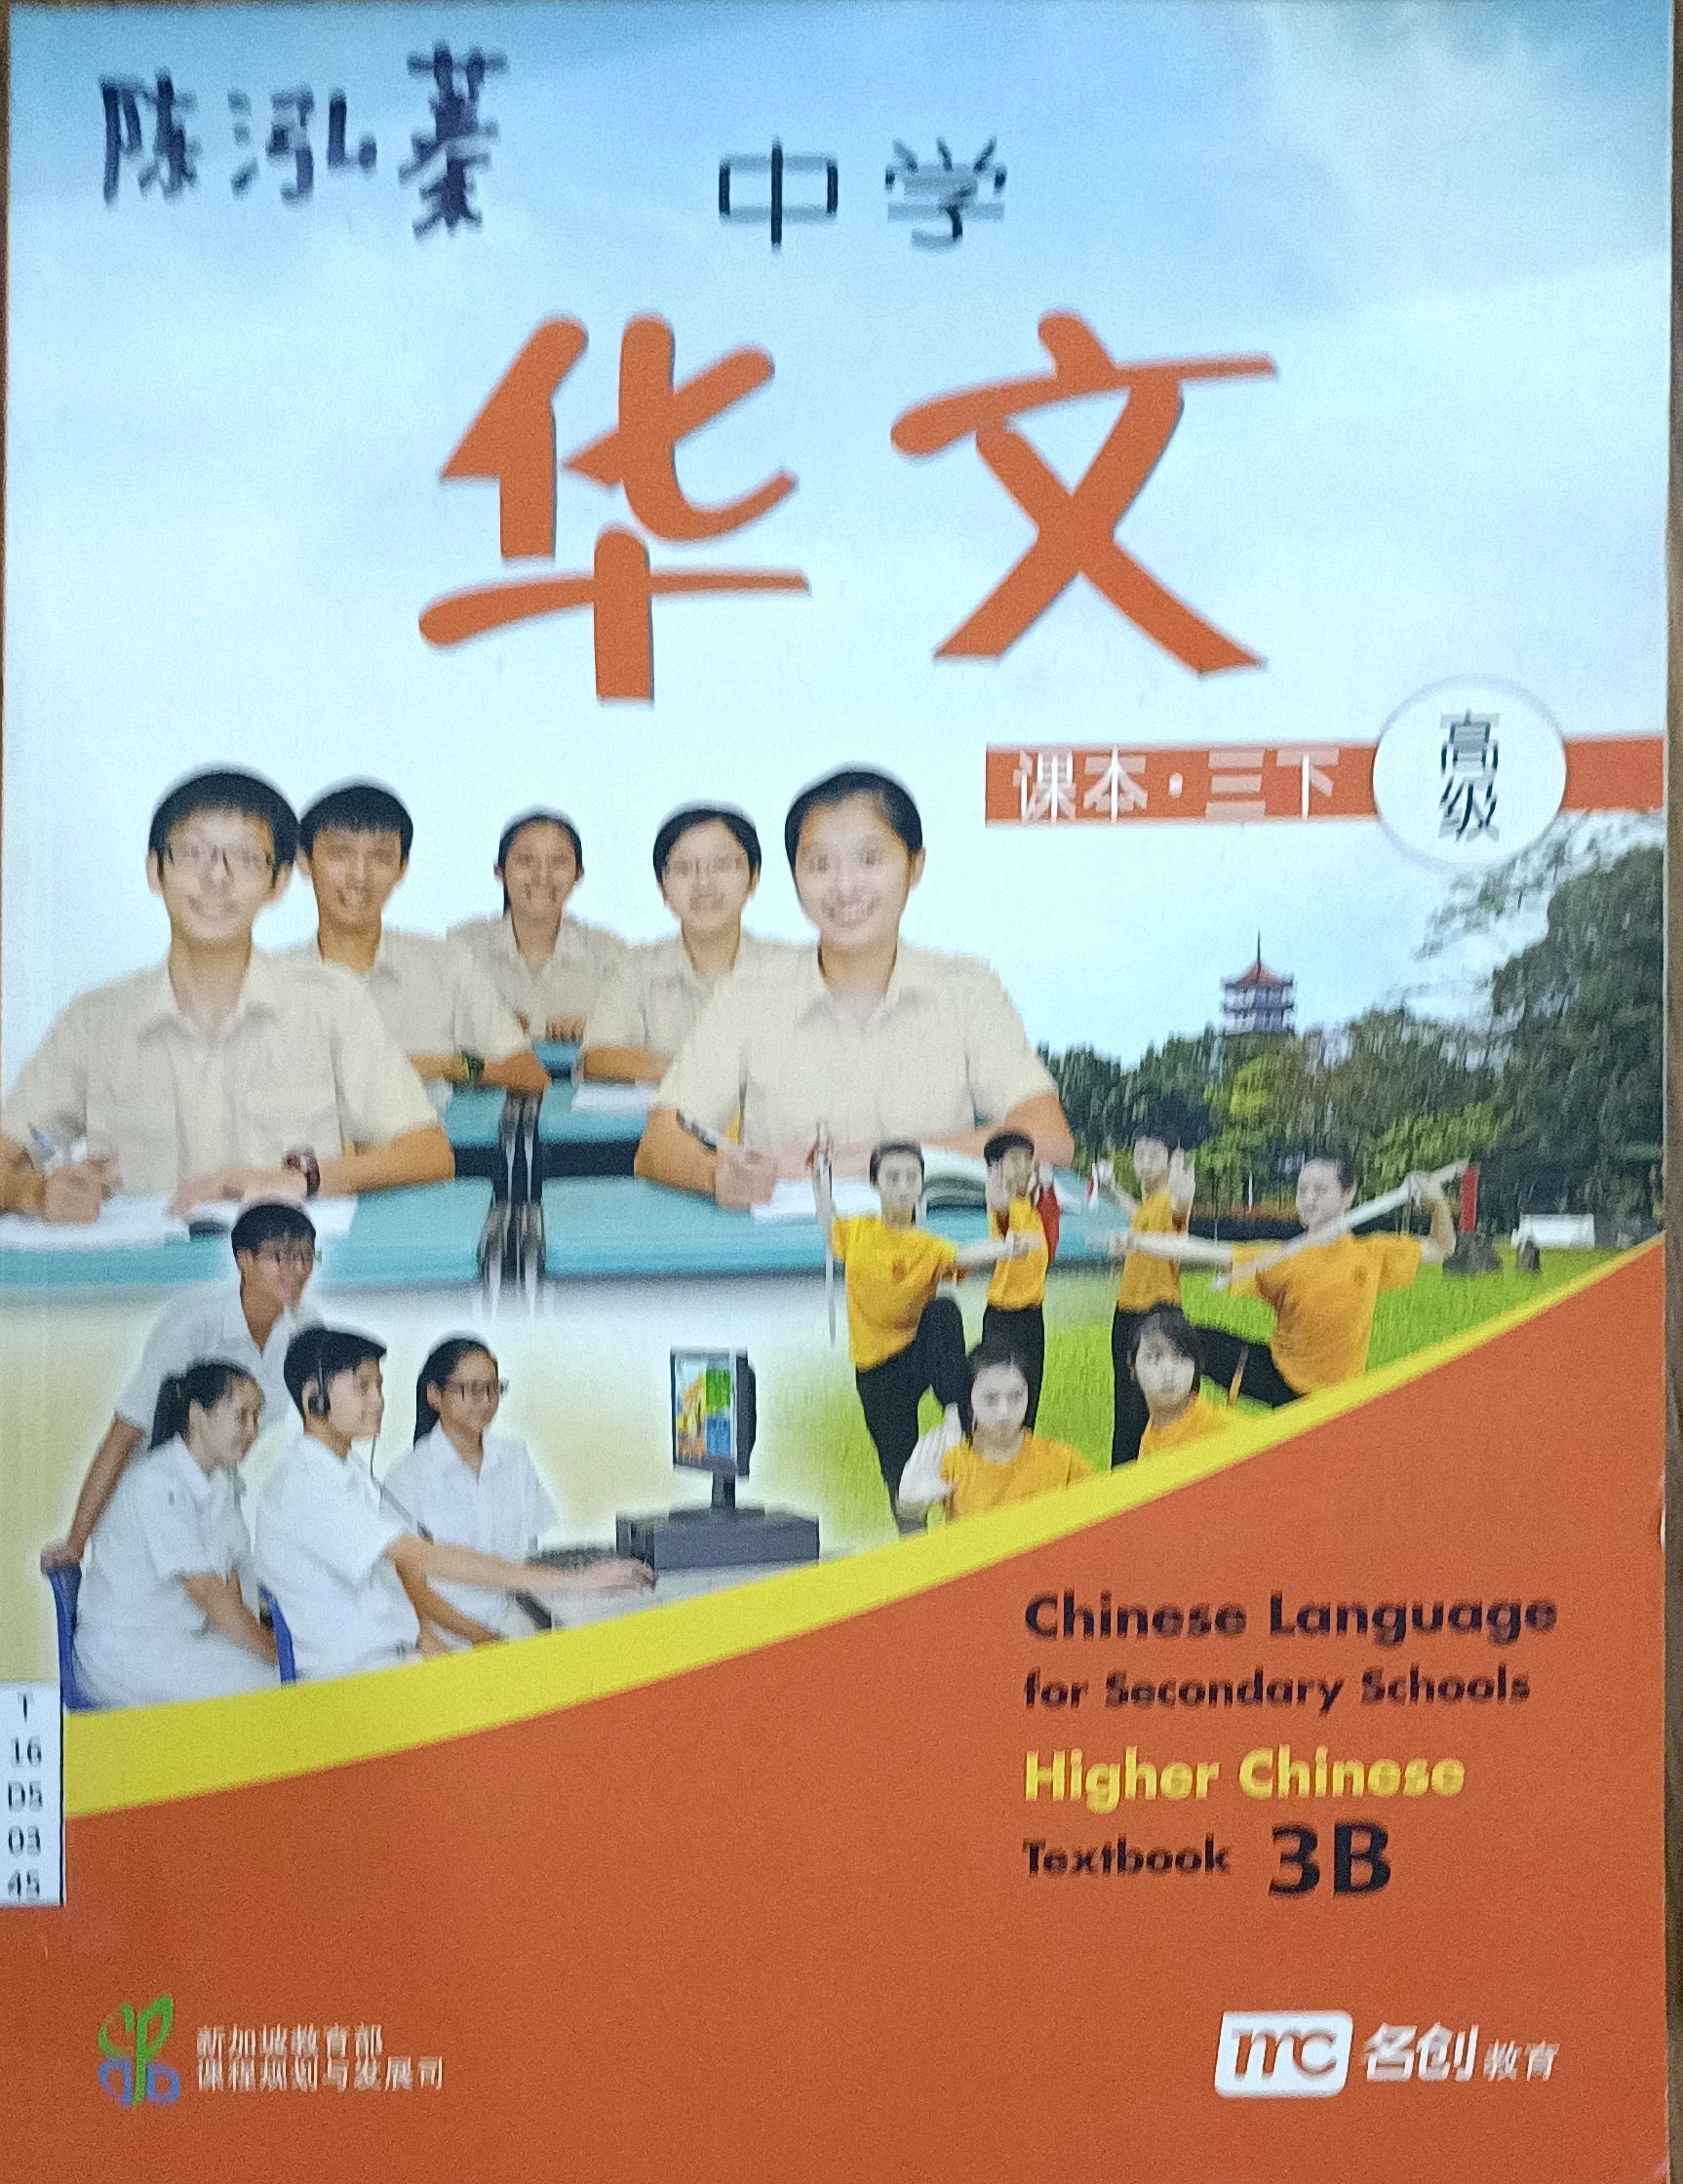 陈泓蓁
中学
华文
课本·三下
高级
Chinese Language
for Secondary Schools
Higher Chinese
Textbook 3B
T
16
D5
03
45
CPDD
新加坡教育部
课程规划与发展司
mc 名创教育